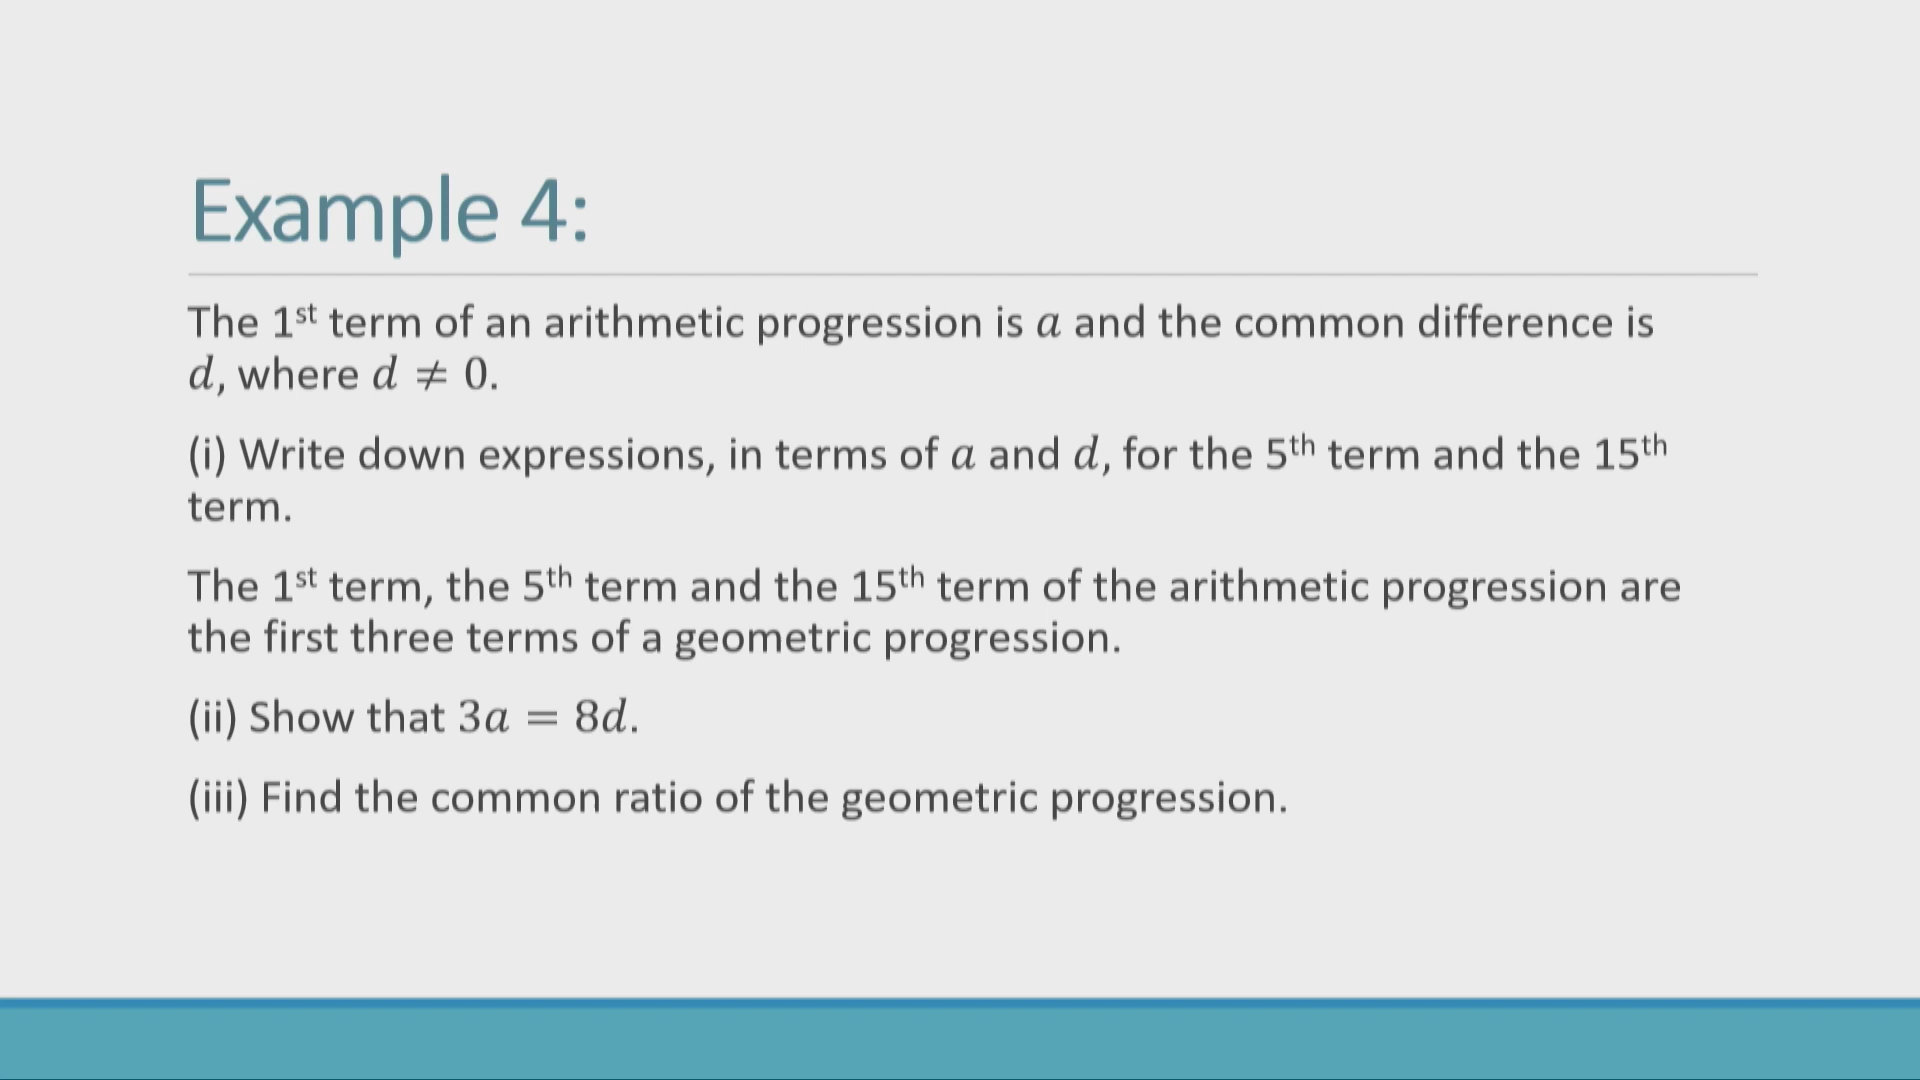 Example 4:
The 1st term of an arithmetic progression is a and the common difference is
d, where d ≠ 0.
(i) Write down expressions, in terms of a and d, for the 5th term and the 15th
term.
The 1st term, the 5th term and the 15th term of the arithmetic progression are
the first three terms of a geometric progression.
(ii) Show that 3a = 8d.
(iii) Find the common ratio of the geometric progression.